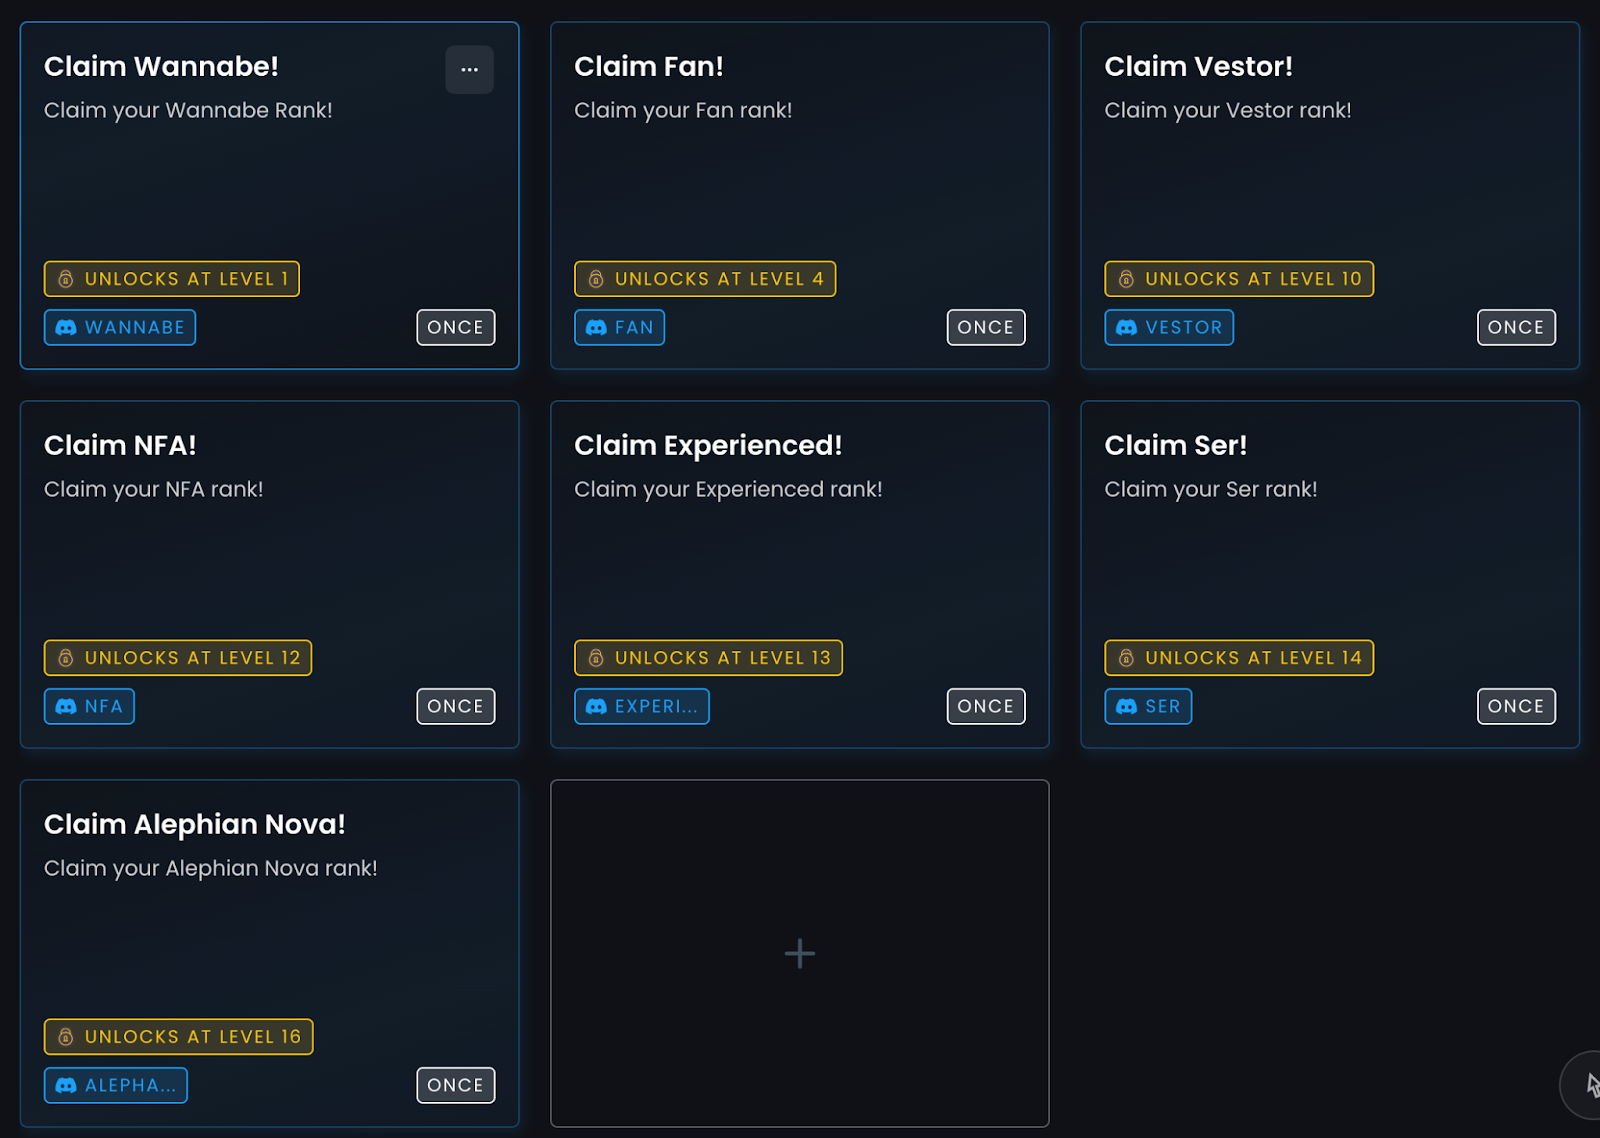 Claim Wannabe!
Claim your Wannabe Rank!
UNLOCKS AT LEVEL 1
WANNABE
ONCE
Claim Fan!
Claim your Fan rank!
UNLOCKS AT LEVEL 4
FAN
ONCE
Claim Vestor!
Claim your Vestor rank!
UNLOCKS AT LEVEL 10
VESTOR
ONCE
Claim NFA!
Claim your NFA rank!
UNLOCKS AT LEVEL 12
NFA
ONCE
Claim Experienced!
Claim your Experienced rank!
UNLOCKS AT LEVEL 13
EXPERI...
ONCE
Claim Ser!
Claim your Ser rank!
UNLOCKS AT LEVEL 14
SER
ONCE
Claim Alephian Nova!
Claim your Alephian Nova rank!
UNLOCKS AT LEVEL 16
ALEPHA...
ONCE